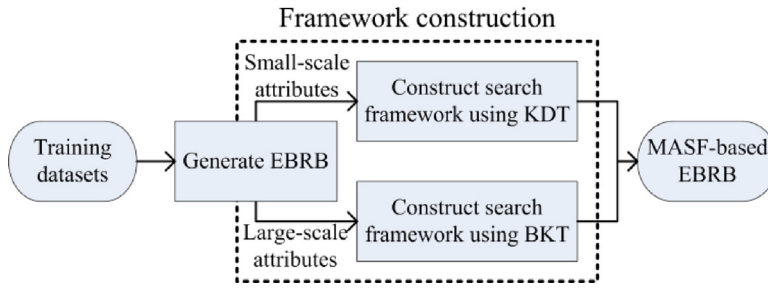 Framework construction
Small-scale
attributes
Construct search
framework using KDT
Training
datasets
Generate EBRB
MASF-based
EBRB
Large-scale
attributes
Construct search
framework using BKT